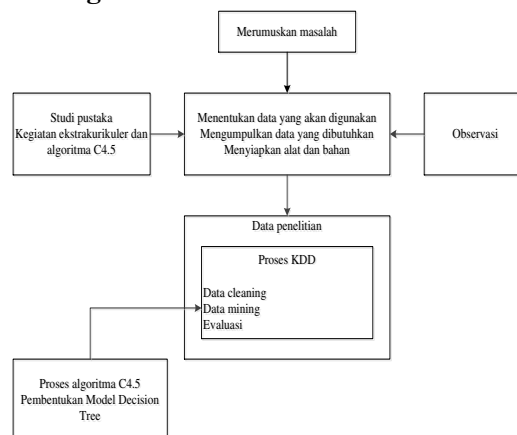 Merumuskan masalah
Studi pustaka
Kegiatan ekstrakurikuler dan
algoritma C4.5
Menentukan data yang akan digunakan
Mengumpulkan data yang dibutuhkan
Menyiapkan alat dan bahan
Observasi
Data penelitian
Proses KDD
Data cleaning
Data mining
Evaluasi
Proses algoritma C4.5
Pembentukan Model Decision
Tree